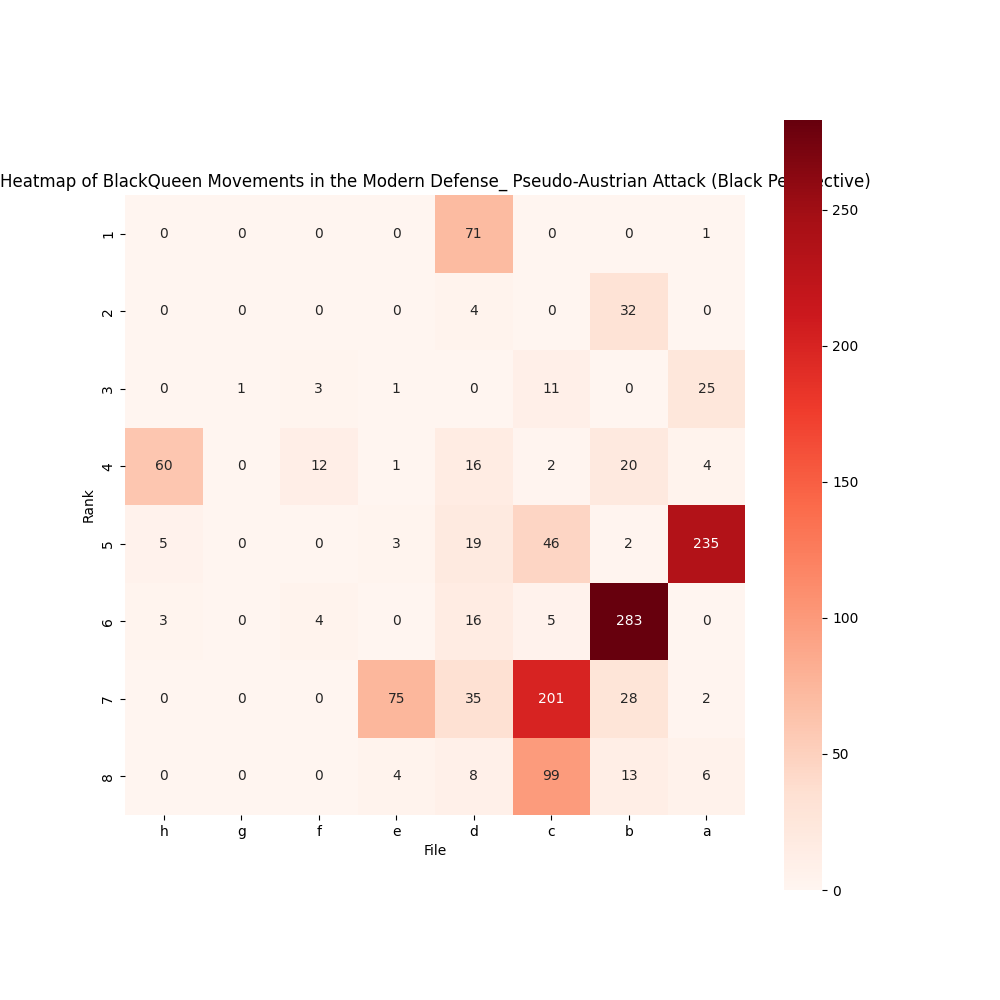 Heatmap of BlackQueen Movements in the Modern Defense_ Pseudo-Austrian Attack (Black Pe ective)
Rank
1 0 0 0 0 71 0 0 1
2 0 0 0 0 4 0 32 0
3 0 1 3 1 0 11 0 25
4 60 0 12 1 16 2 20 4
5 5 0 0 3 19 46 2 235
6 3 0 4 0 16 5 283 0
7 0 0 0 75 35 201 28 2
8 0 0 0 4 8 99 13 6
h g f e d c b a
File
250
200
150
100
50
0